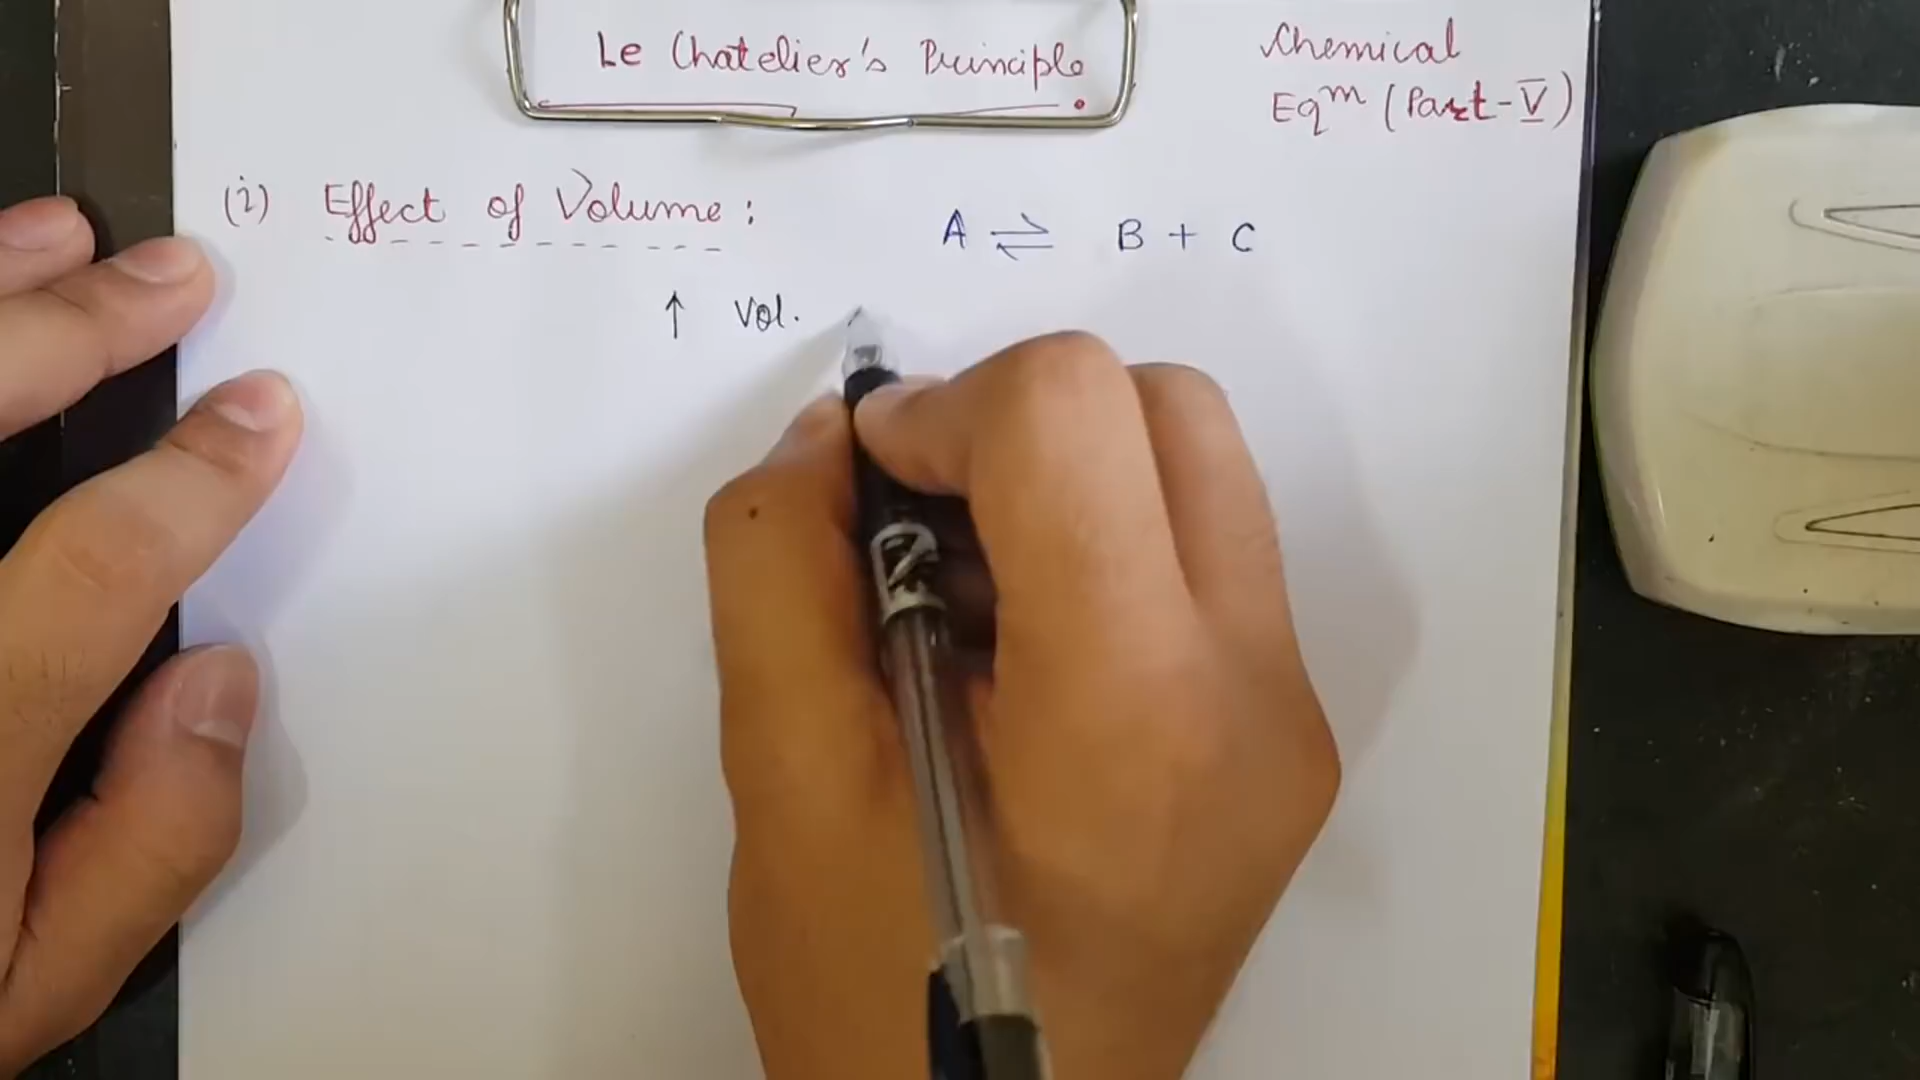 Le Chatelier's Principle
Chemical
Eqm (Part-V)
(i) Effect of Volume :
A ⇌ B + C
↑ Vol.